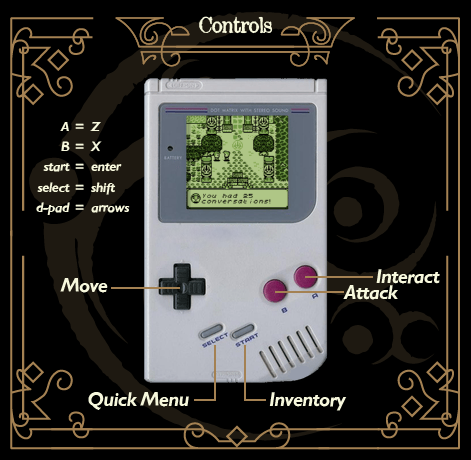 Controls
DOT MATRIX WITH STEREO SOUND
BATTERY
A = Z
B = X
start = enter
select = shift
d-pad = arrows
You had 25
conversations!
Move
Interact
Attack
A
B
SELECT
START
Quick Menu
Inventory